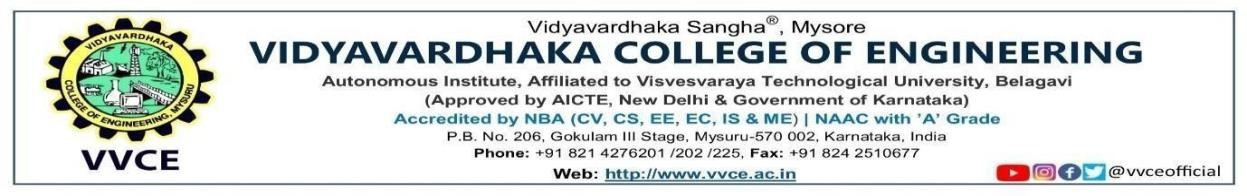 VIDYAVARDHAKA
COLLEGE OF ENGINEERING, MYSURU
VVCE
Vidyavardhaka Sangha®, Mysore
VIDYAVARDHAKA COLLEGE OF ENGINEERING
Autonomous Institute, Affiliated to Visvesvaraya Technological University, Belagavi
(Approved by AICTE, New Delhi & Government of Karnataka)
Accredited by NBA (CV, CS, EE, EC, IS & ME) | NAAC with 'A' Grade
P.B. No. 206, Gokulam III Stage, Mysuru-570 002, Karnataka, India
Phone: +91 821 4276201 /202 /225, Fax: +91 824 2510677
Web: http://www.vvce.ac.in
@vvceofficial